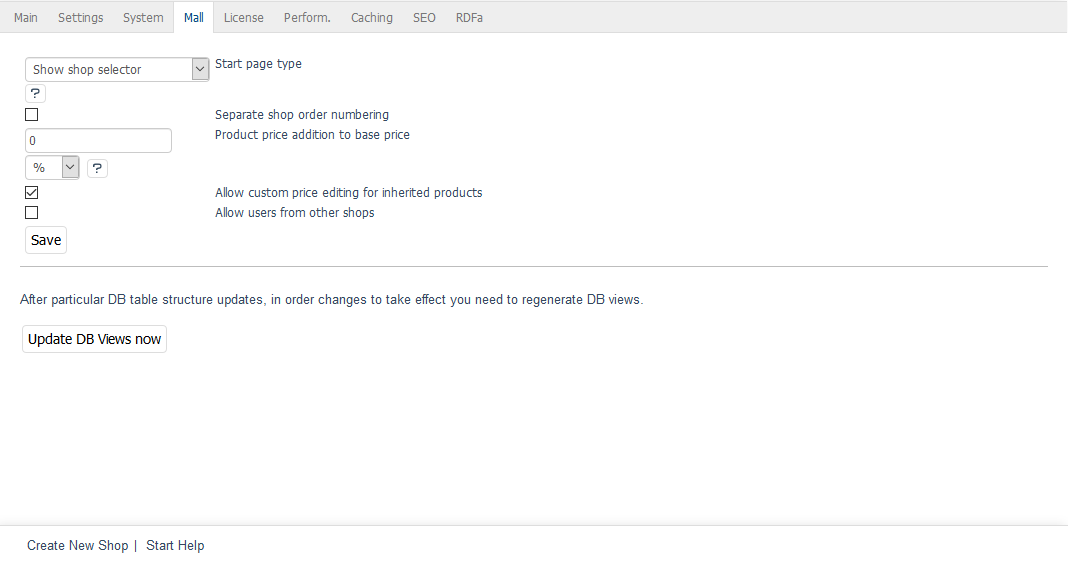 Main Settings System Mall License Perform. Caching SEO RDFa
Show shop selector Start page type
?
Separate shop order numbering
0 Product price addition to base price
% ?
Allow custom price editing for inherited products
Allow users from other shops
Save
After particular DB table structure updates, in order changes to take effect you need to regenerate DB views.
Update DB Views now
Create New Shop | Start Help